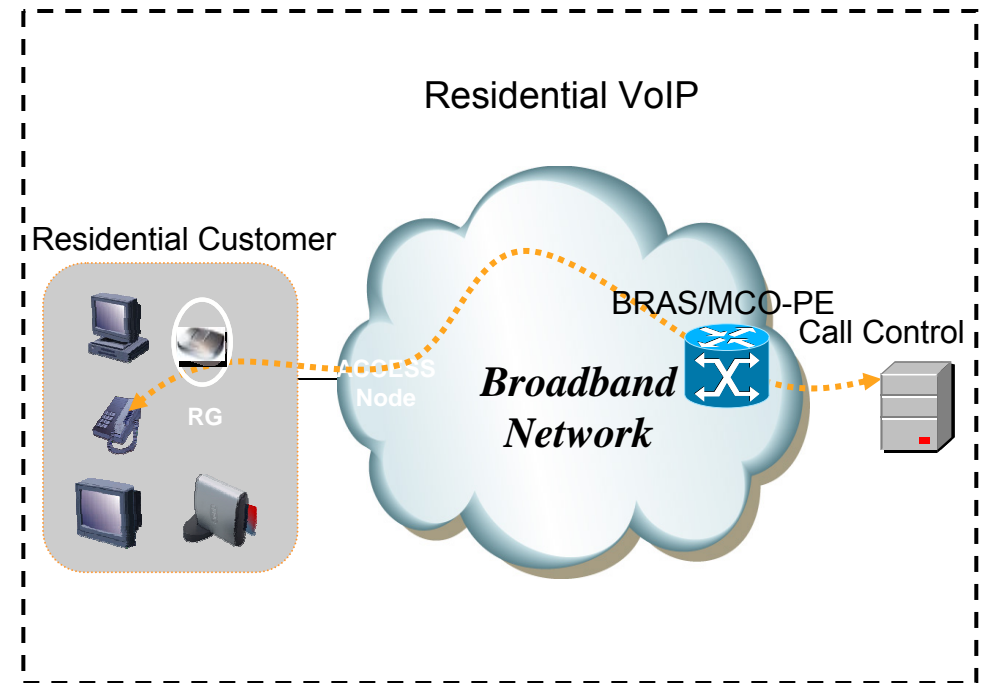 Residential VoIP
Residential Customer
BRAS/MCO-PE
Call Control
ACCESS
Node
RG
Broadband
Network